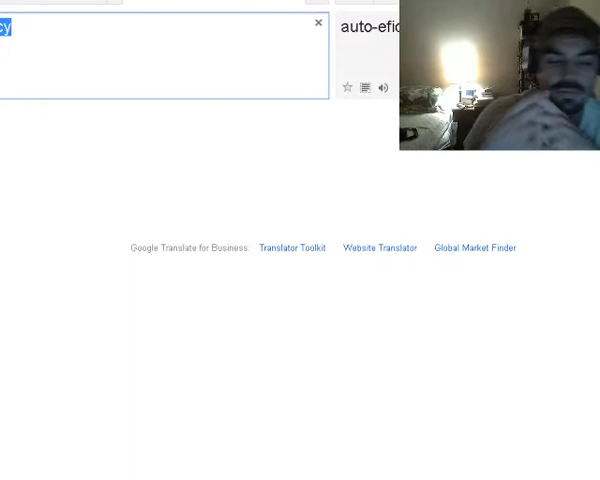 cy
auto-efic
Google Translate for Business: Translator Toolkit Website Translator Global Market Finder